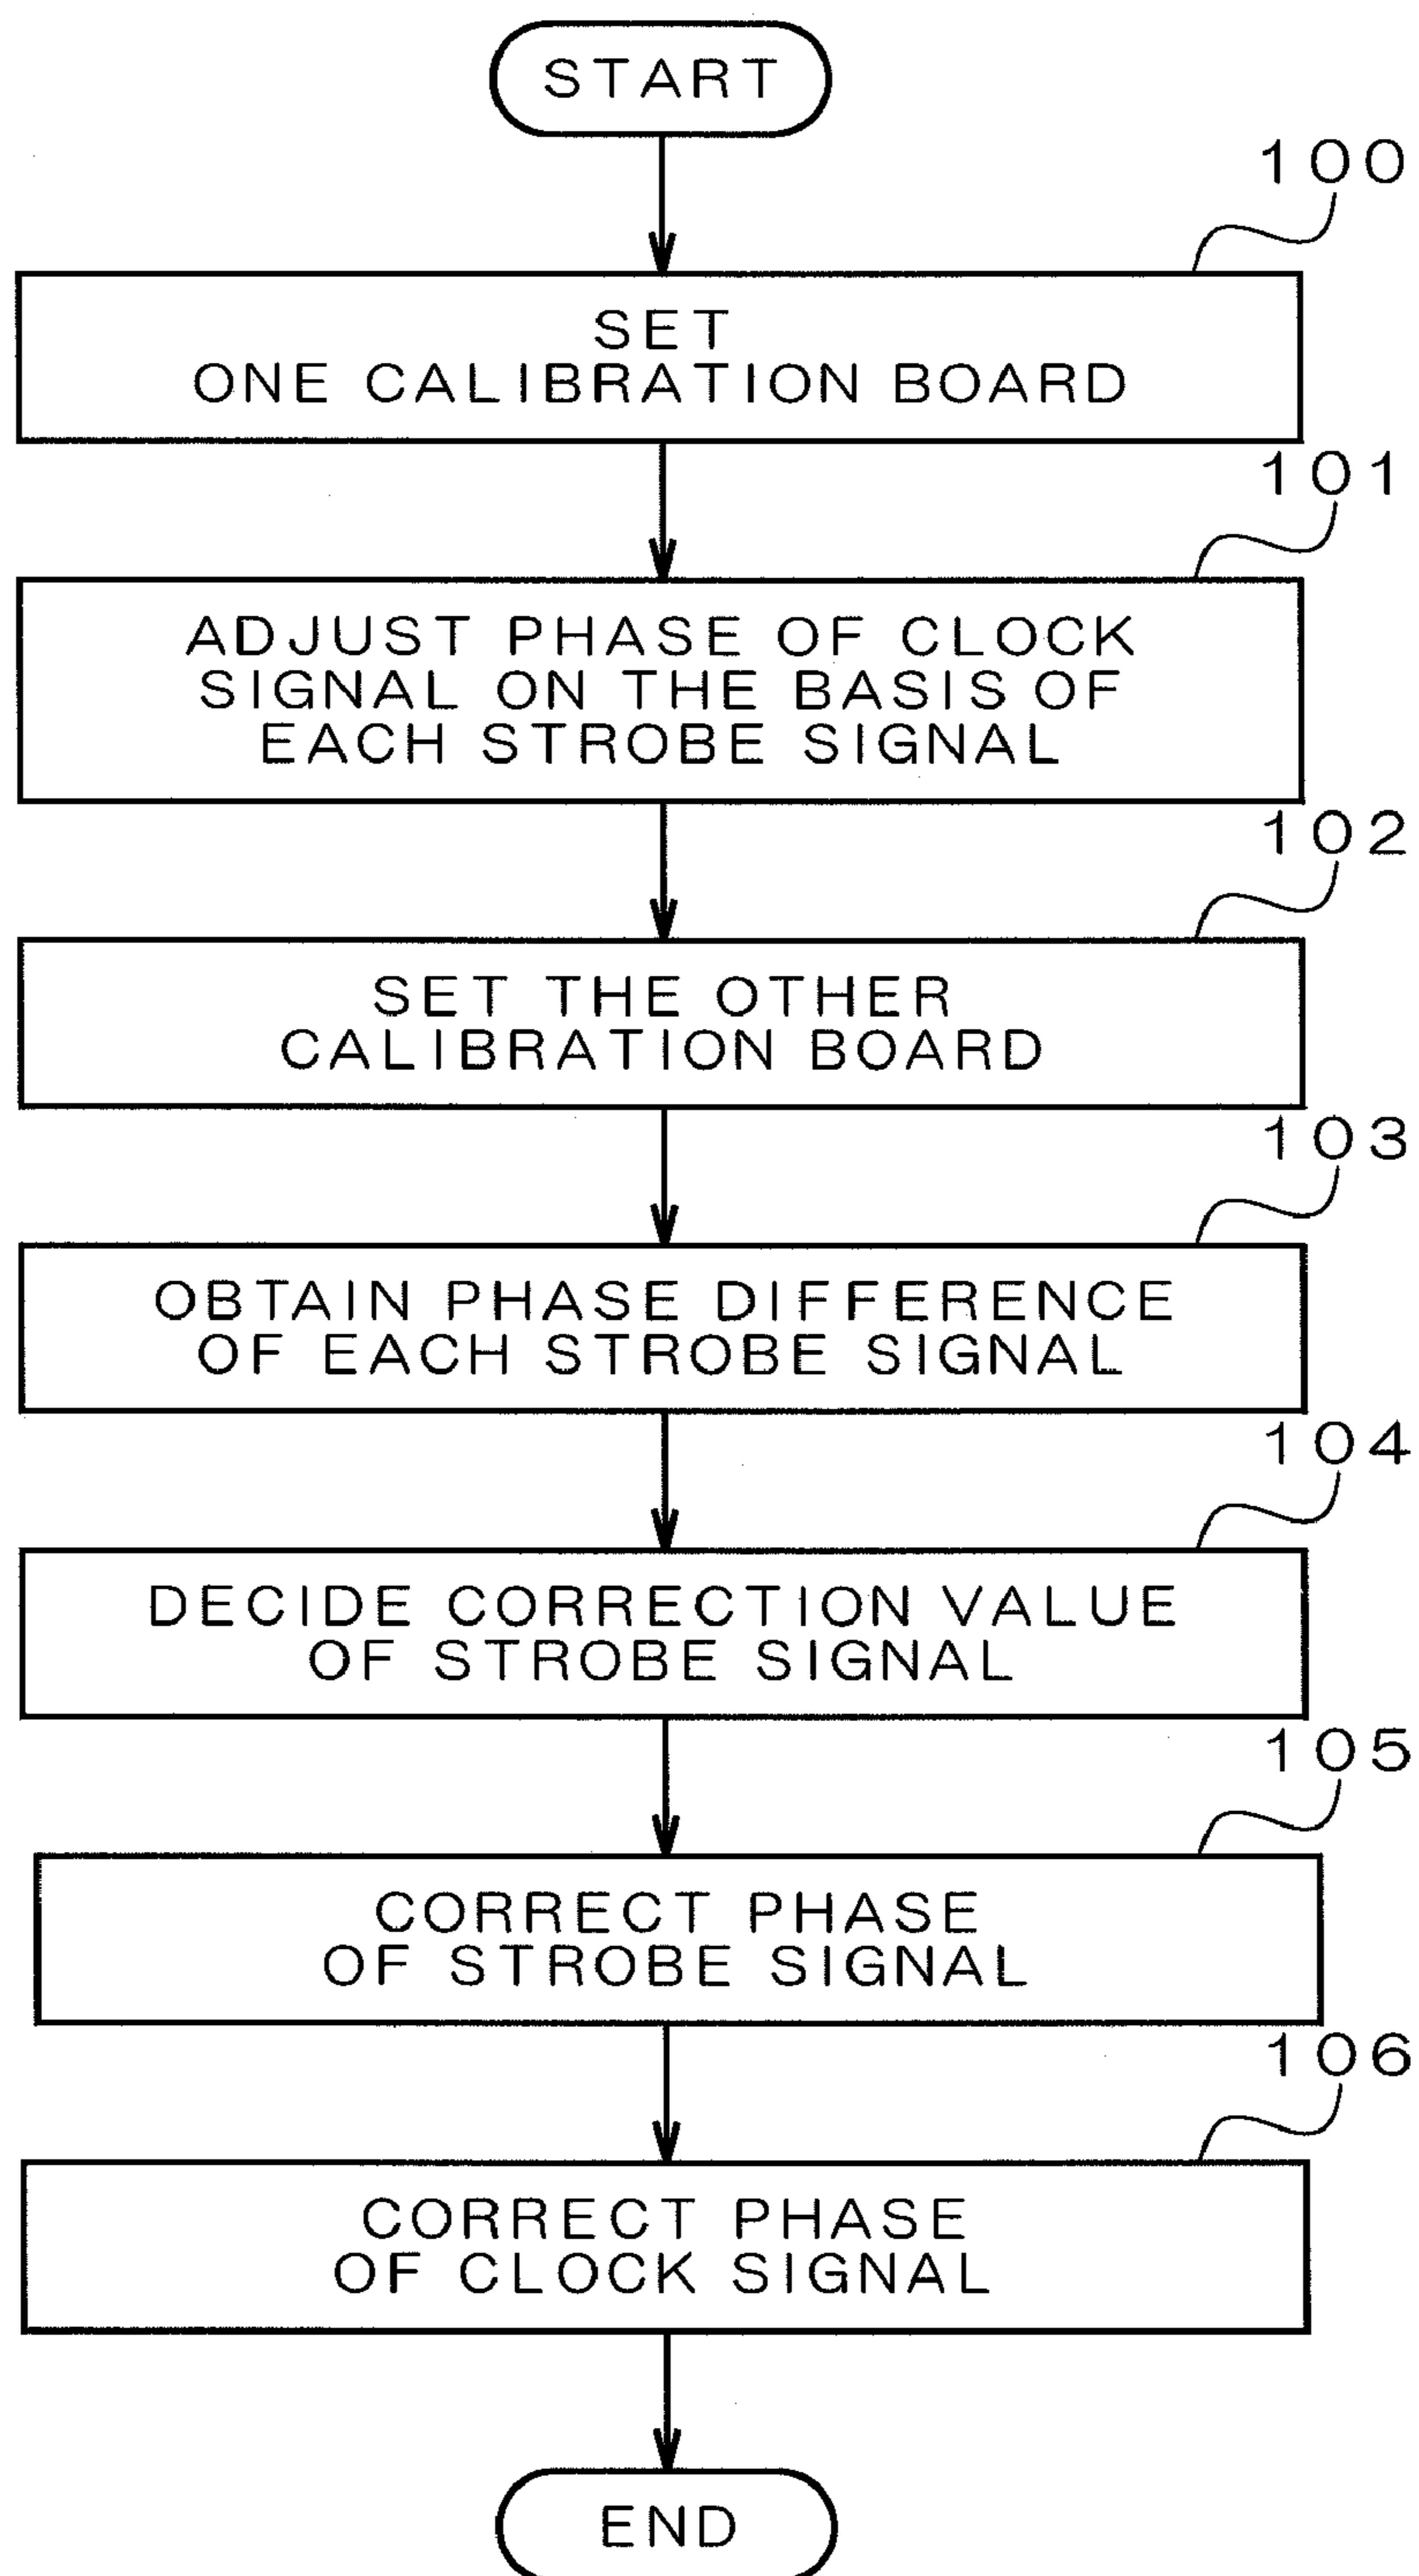 START
100
SET
ONE CALIBRATION BOARD
101
ADJUST PHASE OF CLOCK
SIGNAL ON THE BASIS OF
EACH STROBE SIGNAL
102
SET THE OTHER
CALIBRATION BOARD
103
OBTAIN PHASE DIFFERENCE
OF EACH STROBE SIGNAL
104
DECIDE CORRECTION VALUE
OF STROBE SIGNAL
105
CORRECT PHASE
OF STROBE SIGNAL
106
CORRECT PHASE
OF CLOCK SIGNAL
END